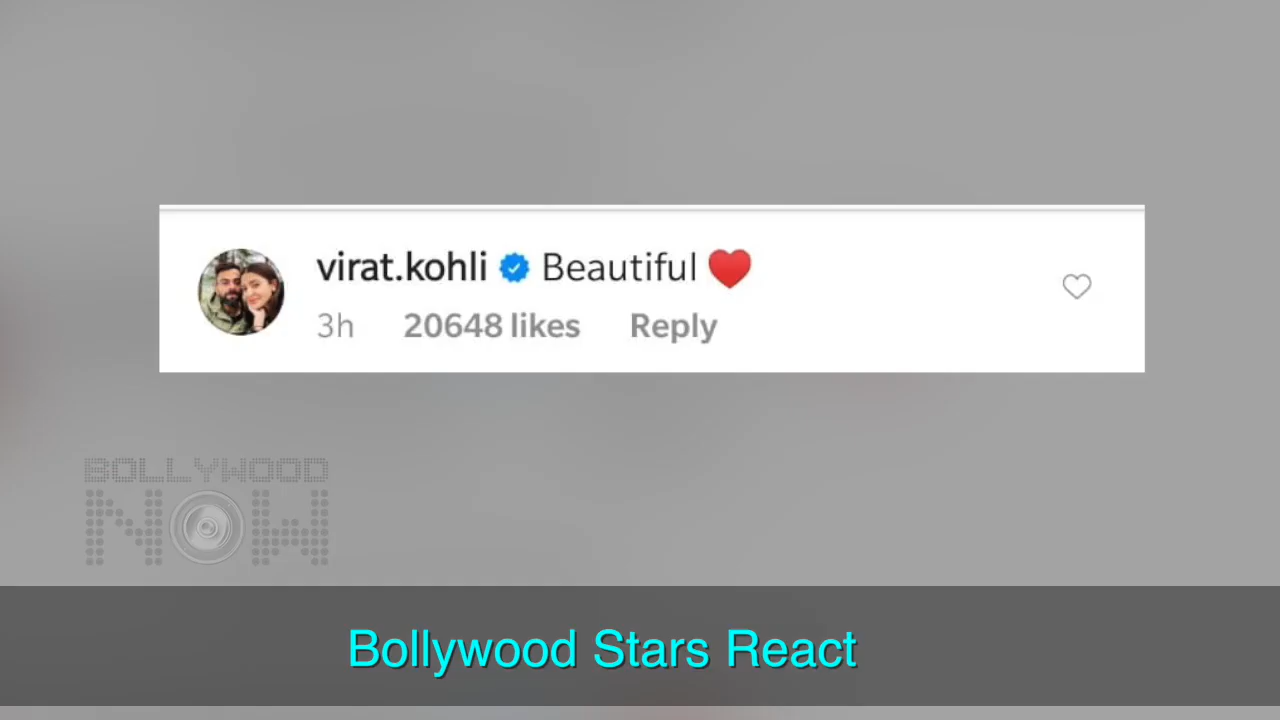 virat.kohli Beautiful ❤
3h 20648 likes Reply
BOLLYWOOD
NOW
Bollywood Stars React